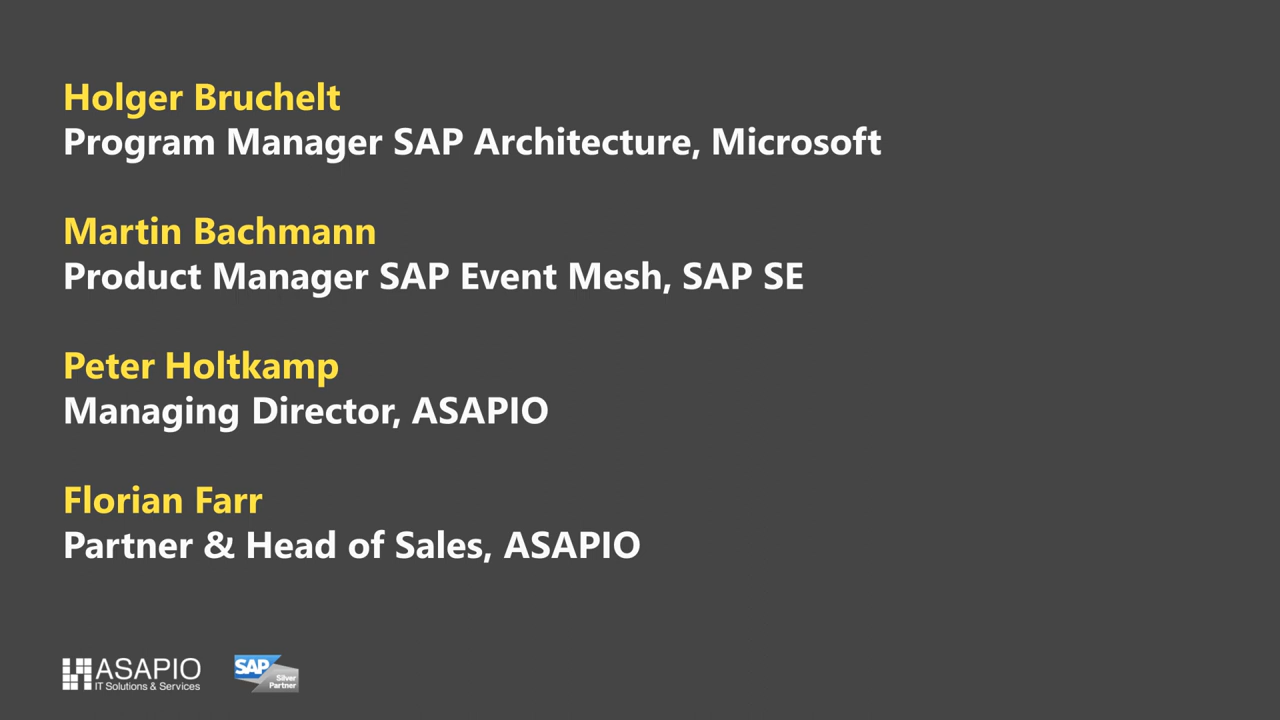 Holger Bruchelt
Program Manager SAP Architecture, Microsoft
Martin Bachmann
Product Manager SAP Event Mesh, SAP SE
Peter Holtkamp
Managing Director, ASAPIO
Florian Farr
Partner & Head of Sales, ASAPIO
ASAPIO
IT Solutions & Services
SAP
Silver
Partner